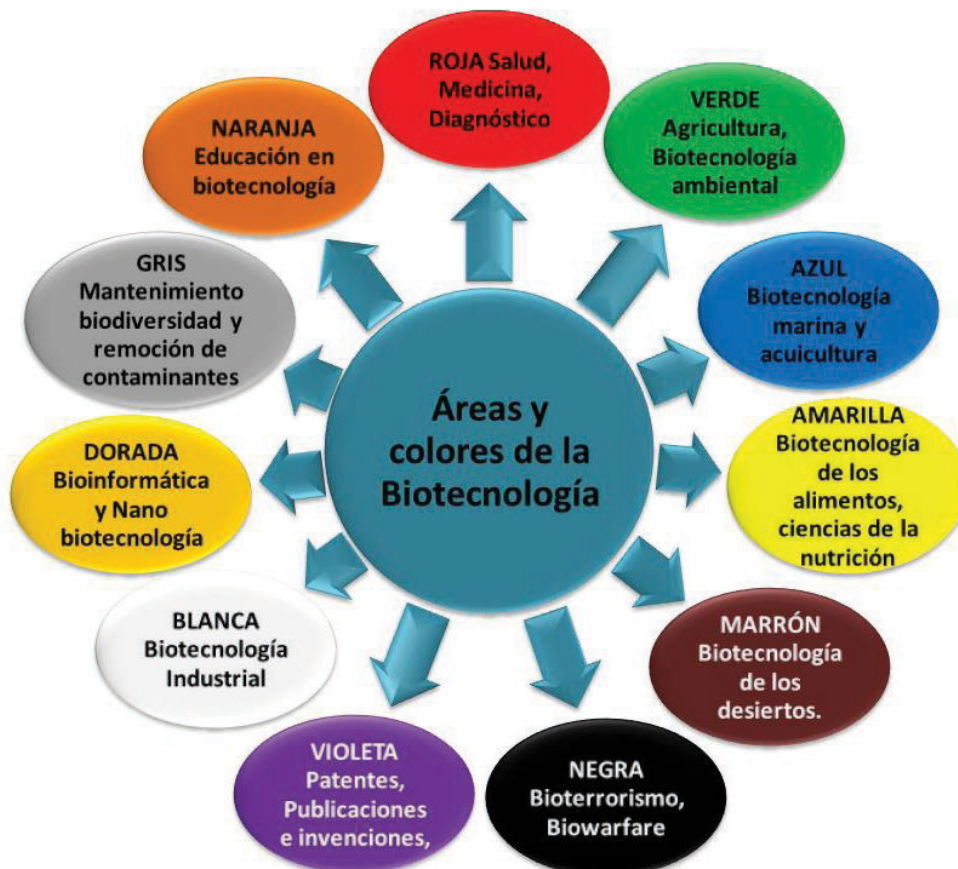 ROJA Salud,
Medicina,
Diagnóstico
VERDE
Agricultura,
Biotecnología
ambiental
AZUL
Biotecnología
marina y
acuicultura
AMARILLA
Biotecnología
de los
alimentos,
ciencias de la
nutrición
MARRÓN
Biotecnología
de los
desiertos.
NEGRA
Bioterrorismo,
Biowarfare
VIOLETA
Patentes,
Publicaciones
e invenciones,
BLANCA
Biotecnología
Industrial
DORADA
Bioinformática
y Nano
biotecnología
GRIS
Mantenimiento
biodiversidad y
remoción de
contaminantes
NARANJA
Educación en
biotecnología
Áreas y
colores de la
Biotecnología